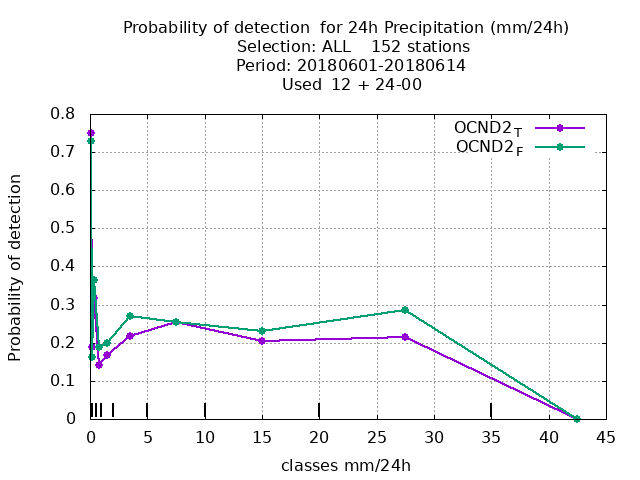 Probability of detection  for 24h Precipitation (mm/24h)
Selection: ALL    152 stations
Period: 20180601-20180614
Used  12 + 24-00
OCND2T
OCND2F
Probability of detection
0.8
0.7
0.6
0.5
0.4
0.3
0.2
0.1
0
0 5 10 15 20 25 30 35 40 45
classes mm/24h